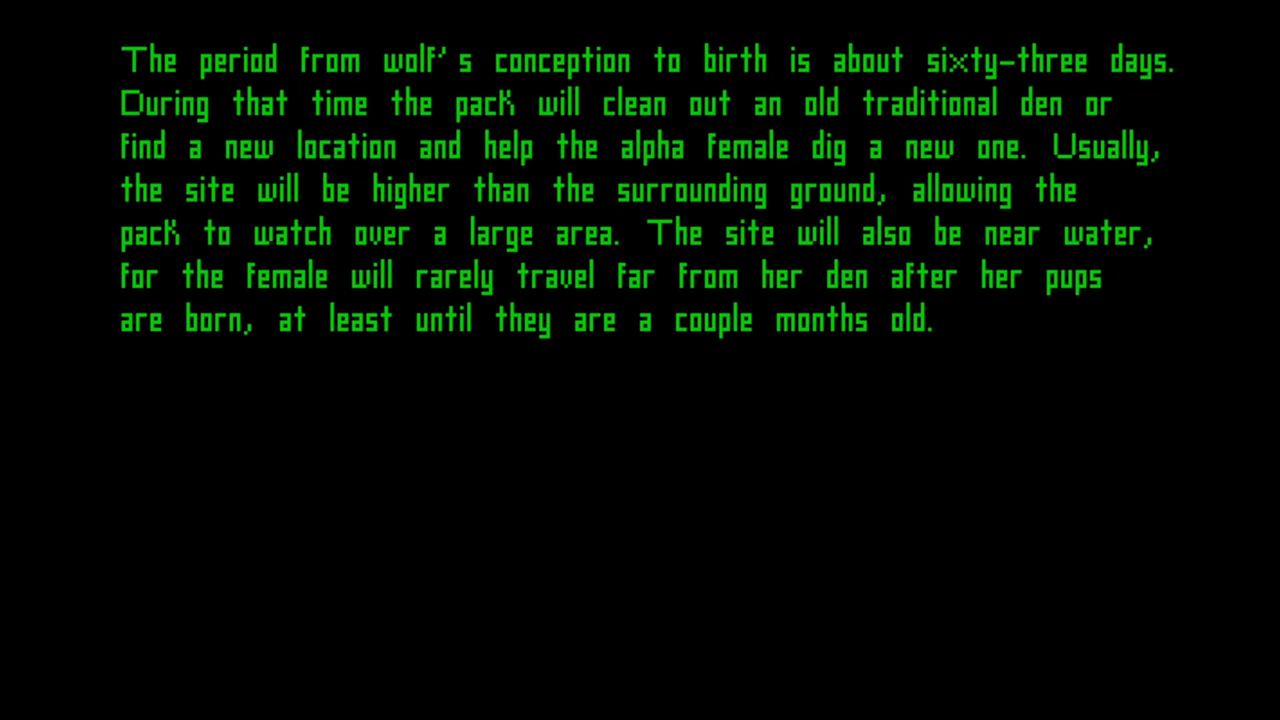 The period from wolf's conception to birth is about sixty-three days.
During that time the pack will clean out an old traditional den or
find a new location and help the alpha female dig a new one. Usually,
the site will be higher than the surrounding ground, allowing the
pack to watch over a large area. The site will also be near water,
for the female will rarely travel far from her den after her pups
are born, at least until they are a couple months old.